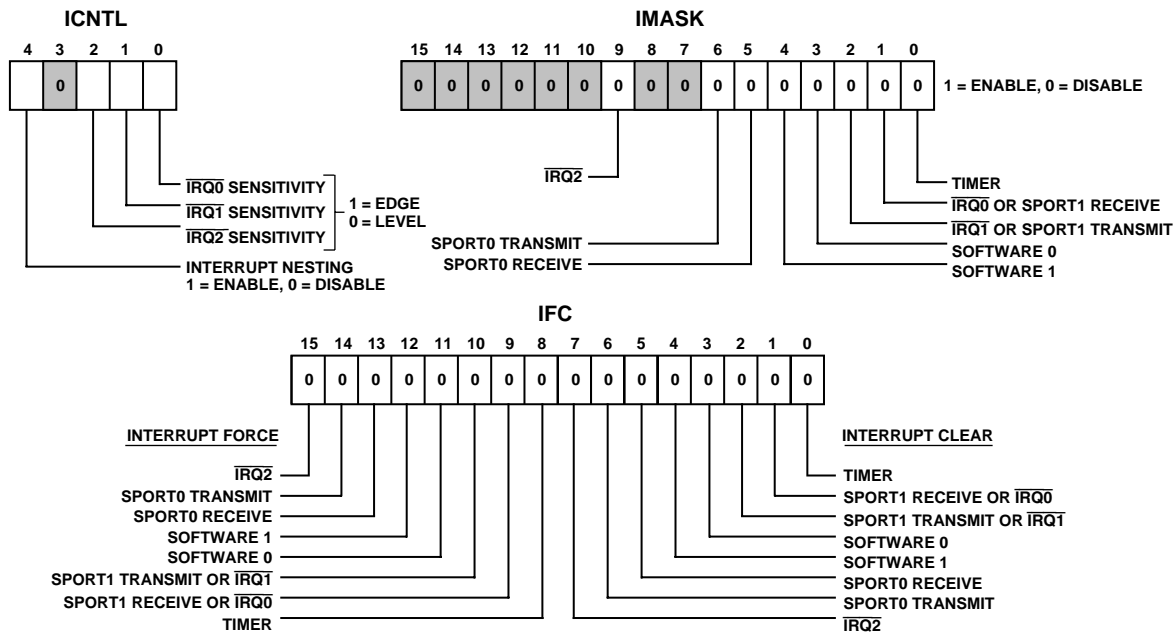 ICNTL
4 3 2 1 0
0
IRQ0 SENSITIVITY
IRQ1 SENSITIVITY
IRQ2 SENSITIVITY
1 = EDGE
0 = LEVEL
INTERRUPT NESTING
1 = ENABLE, 0 = DISABLE
IMASK
15 14 13 12 11 10 9 8 7 6 5 4 3 2 1 0
0 0 0 0 0 0 0 0 0 0 0 0 0 0 0 0
1 = ENABLE, 0 = DISABLE
IRQ2
SPORT0 TRANSMIT
SPORT0 RECEIVE
TIMER
IRQ0 OR SPORT1 RECEIVE
IRQ1 OR SPORT1 TRANSMIT
SOFTWARE 0
SOFTWARE 1
IFC
15 14 13 12 11 10 9 8 7 6 5 4 3 2 1 0
0 0 0 0 0 0 0 0 0 0 0 0 0 0 0 0
INTERRUPT FORCE
IRQ2
SPORT0 TRANSMIT
SPORT0 RECEIVE
SOFTWARE 1
SOFTWARE 0
SPORT1 TRANSMIT OR IRQ1
SPORT1 RECEIVE OR IRQ0
TIMER
INTERRUPT CLEAR
TIMER
SPORT1 RECEIVE OR IRQ0
SPORT1 TRANSMIT OR IRQ1
SOFTWARE 0
SOFTWARE 1
SPORT0 RECEIVE
SPORT0 TRANSMIT
IRQ2